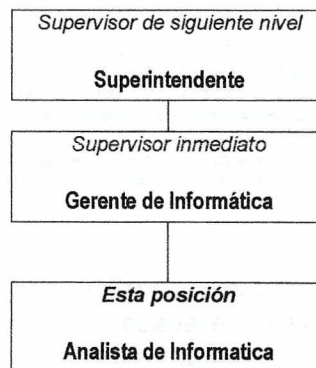 Supervisor de siguiente nivel
Superintendente
Supervisor inmediato
Gerente de Informática
Esta posición
Analista de Informatica